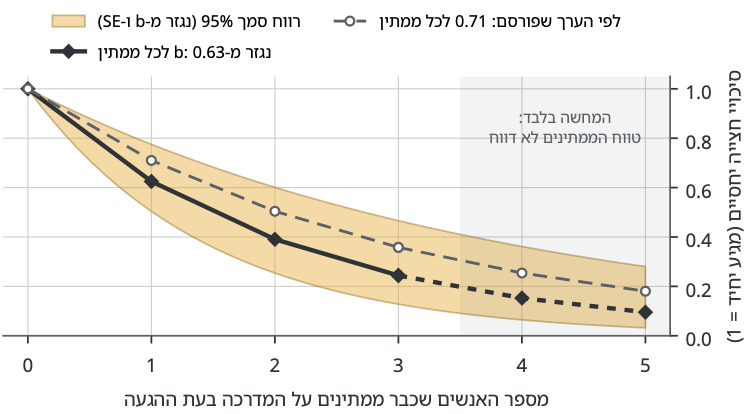 רווח סמך 95% (נגזר מ-b ו-SE)
לפי הערך שפורסם: 0.71 לכל ממתין
נגזר מ-b: 0.63 לכל ממתין
המחשה בלבד:
טווח הממתינים לא דווח
1.0
0.8
0.6
0.4
0.2
0.0
סיכויי חצייה יחסיים (מגיע יחיד = 1)
0 1 2 3 4 5
מספר האנשים שכבר ממתינים על המדרכה בעת ההגעה